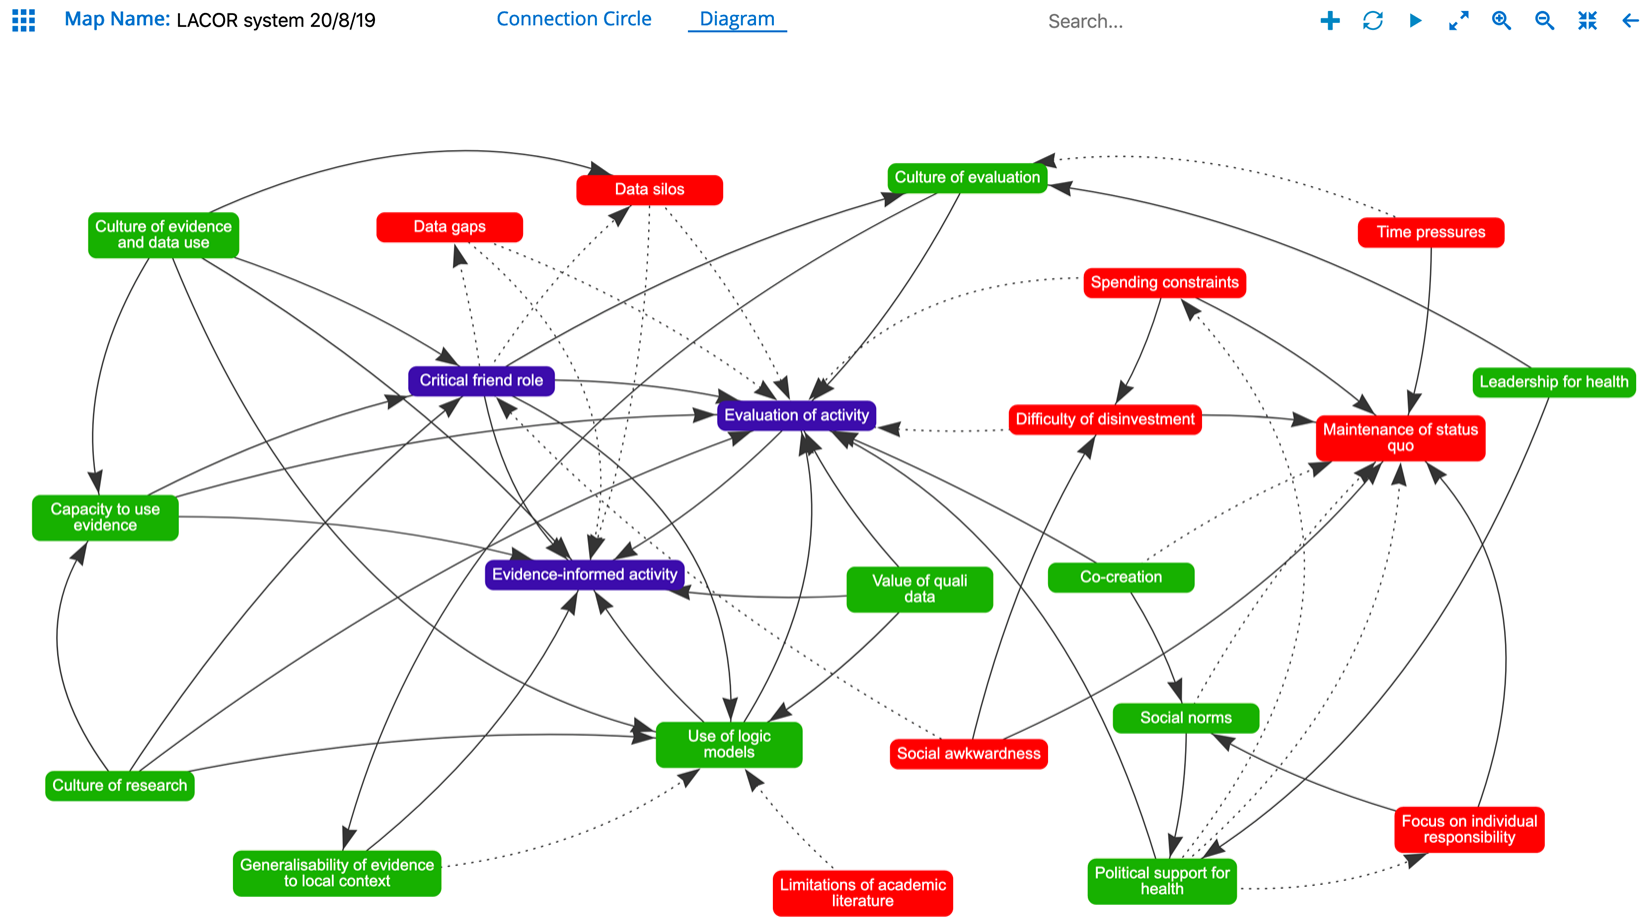 Map Name: LACOR system 20/8/19
Connection Circle
Diagram
Search...
Culture of evaluation
Data silos
Data gaps
Culture of evidence
and data use
Time pressures
Spending constraints
Critical friend role
Leadership for health
Evaluation of activity
Difficulty of disinvestment
Maintenance of status
quo
Capacity to use
evidence
Evidence-informed activity
Value of quali
data
Co-creation
Social norms
Use of logic
models
Social awkwardness
Culture of research
Focus on individual
responsibility
Generalisability of evidence
to local context
Limitations of academic
literature
Political support for
health